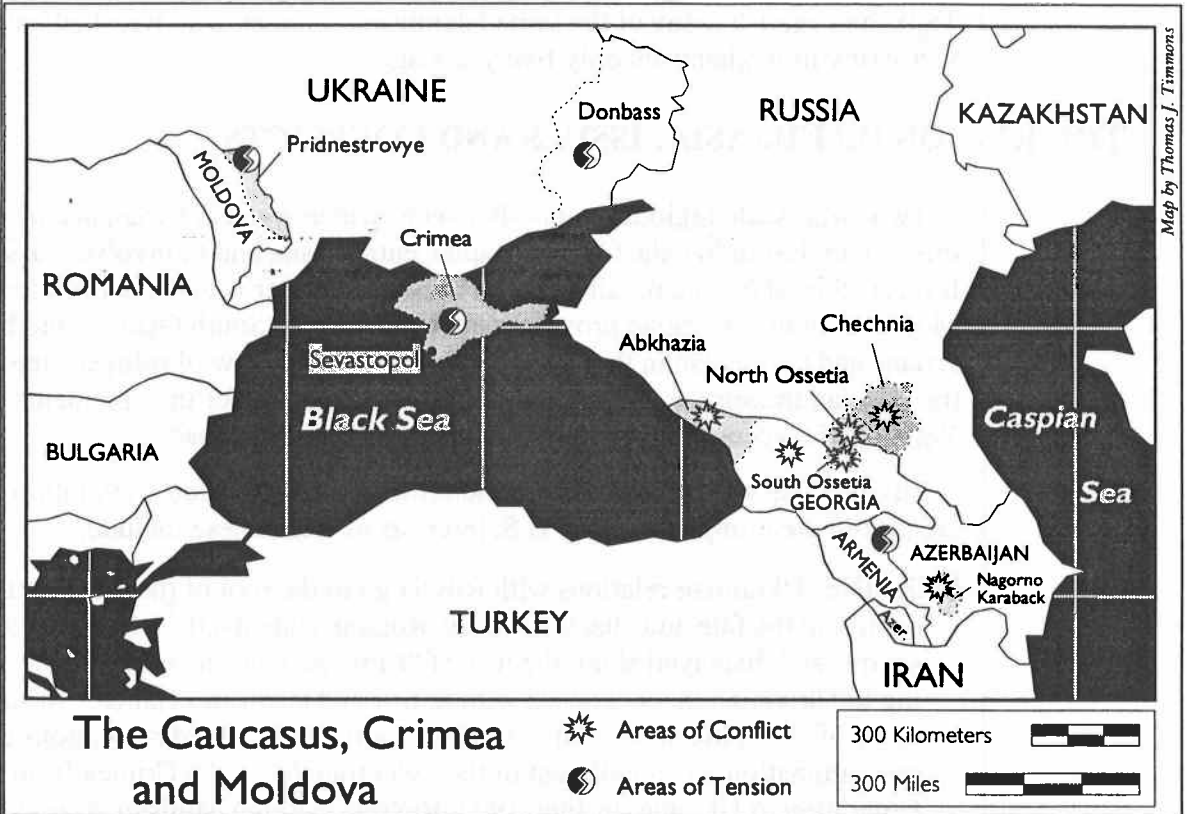 UKRAINE
Donbass
RUSSIA
KAZAKHSTAN
Map by Thomas J. Timmons
Pridnestrovye
MOLDOVA
Crimea
ROMANIA
Chechnia
Abkhazia
Sevastopol
North Ossetia
Black Sea
Caspian
Sea
BULGARIA
South Ossetia
GEORGIA
ARMENIA
AZERBAIJAN
Nagorno
Karaback
Azer.
TURKEY
IRAN
The Caucasus, Crimea
and Moldova
Areas of Conflict
Areas of Tension
300 Kilometers
300 Miles